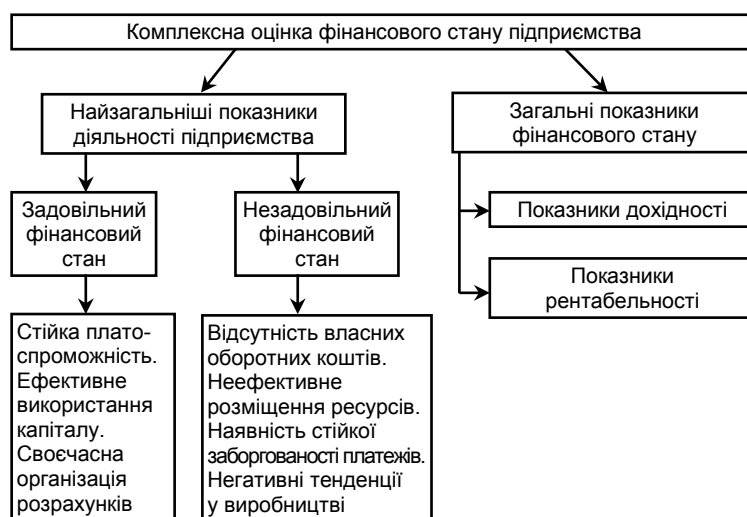 Комплексна оцінка фінансового стану підприємства
Найзагальніші показники
діяльності підприємства
Загальні показники
фінансового стану
Задовільний
фінансовий
стан
Незадовільний
фінансовий
стан
Показники дохідності
Показники
рентабельності
Стійка плато-
спроможність.
Ефективне
використання
капіталу.
Своєчасна
організація
розрахунків
Відсутність власних
оборотних коштів.
Неефективне
розміщення ресурсів.
Наявність стійкої
заборгованості платежів.
Негативні тенденції
у виробництві